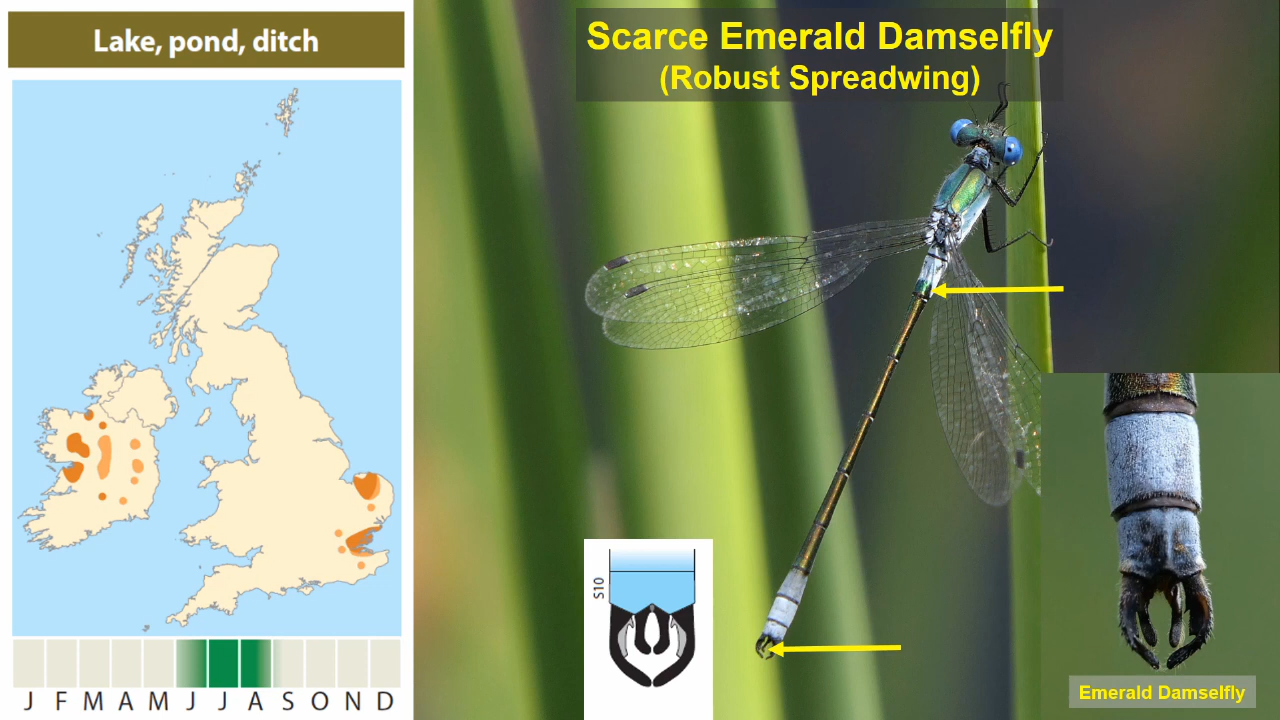 Lake, pond, ditch
Scarce Emerald Damselfly
(Robust Spreadwing)
S10
Emerald Damselfly
J F M A M J J A S O N D